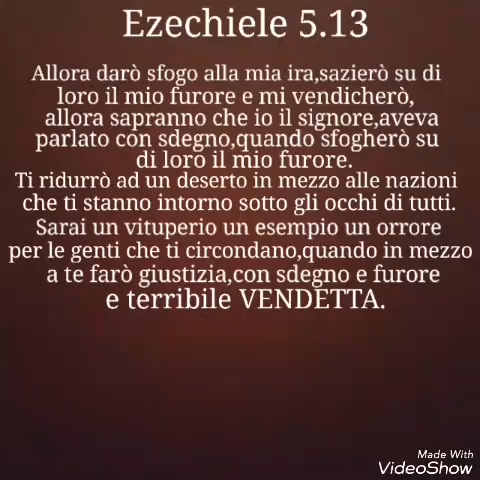 Ezechiele 5.13
Allora darò sfogo alla mia ira,sazierò su di
loro il mio furore e mi vendicherò,
allora sapranno che io il signore,aveva
parlato con sdegno,quando sfogherò su
di loro il mio furore.
Ti ridurrò ad un deserto in mezzo alle nazioni
che ti stanno intorno sotto gli occhi di tutti.
Sarai un vituperio un esempio un orrore
per le genti che ti circondano,quando in mezzo
a te farò giustizia,con sdegno e furore
e terribile VENDETTA.
Made With
VideoShow